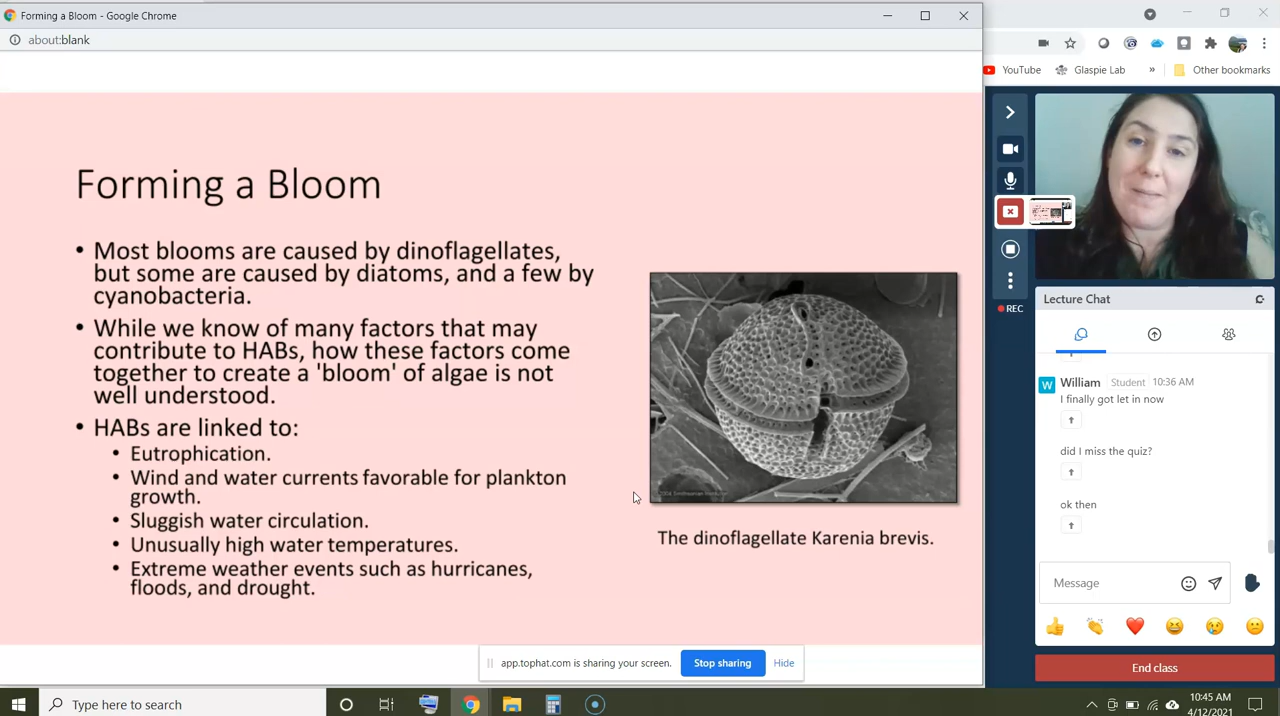 Forming a Bloom - Google Chrome
about:blank
YouTube
Glaspie Lab
»
Other bookmarks
Forming a Bloom
• Most blooms are caused by dinoflagellates,
but some are caused by diatoms, and a few by
cyanobacteria.
• While we know of many factors that may
contribute to HABs, how these factors come
together to create a 'bloom' of algae is not
well understood.
• HABs are linked to:
• Eutrophication.
• Wind and water currents favorable for plankton
growth.
• Sluggish water circulation.
• Unusually high water temperatures.
• Extreme weather events such as hurricanes,
floods, and drought.
The dinoflagellate Karenia brevis.
REC
Lecture Chat
W
William Student 10:36 AM
I finally got let in now
did I miss the quiz?
ok then
Message
End class
app.tophat.com is sharing your screen.
Stop sharing
Hide
Type here to search
10:45 AM
4/12/2021